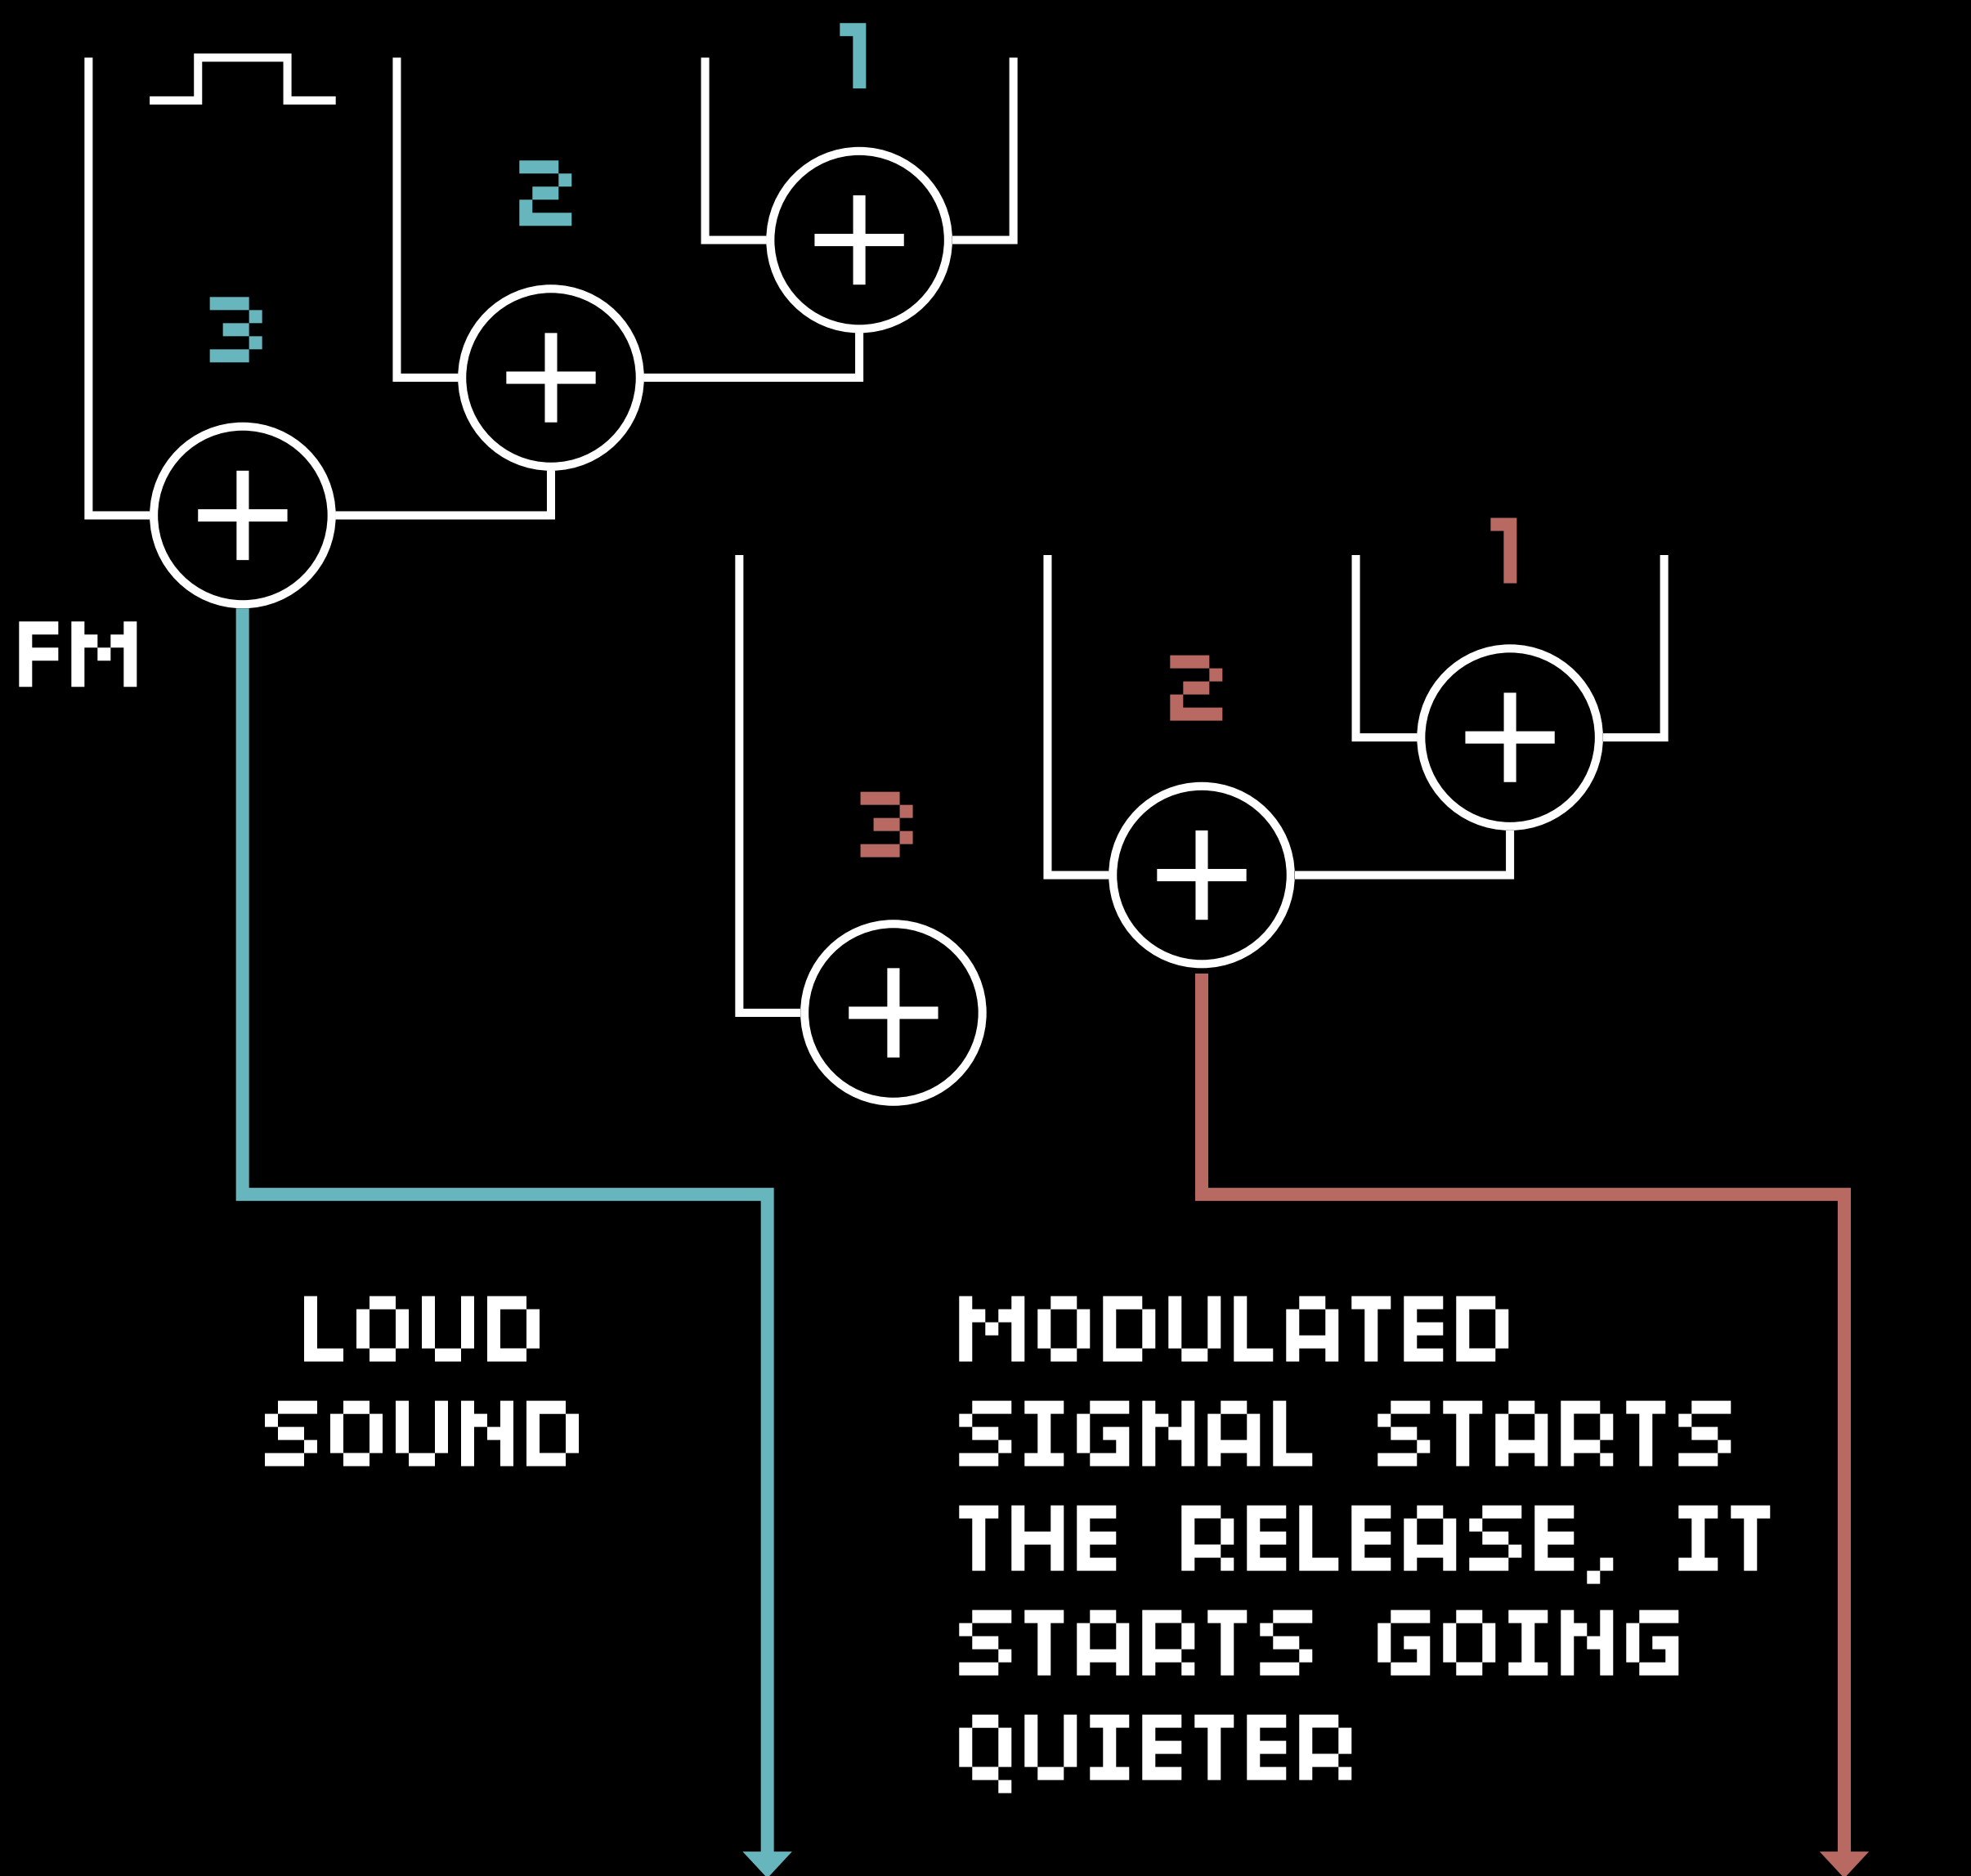 1
2
3
FM
1
2
3
LOUD
SOUND
MODULATED
SIGNAL STARTS
THE RELEASE, IT
STARTS GOING
QUIETER